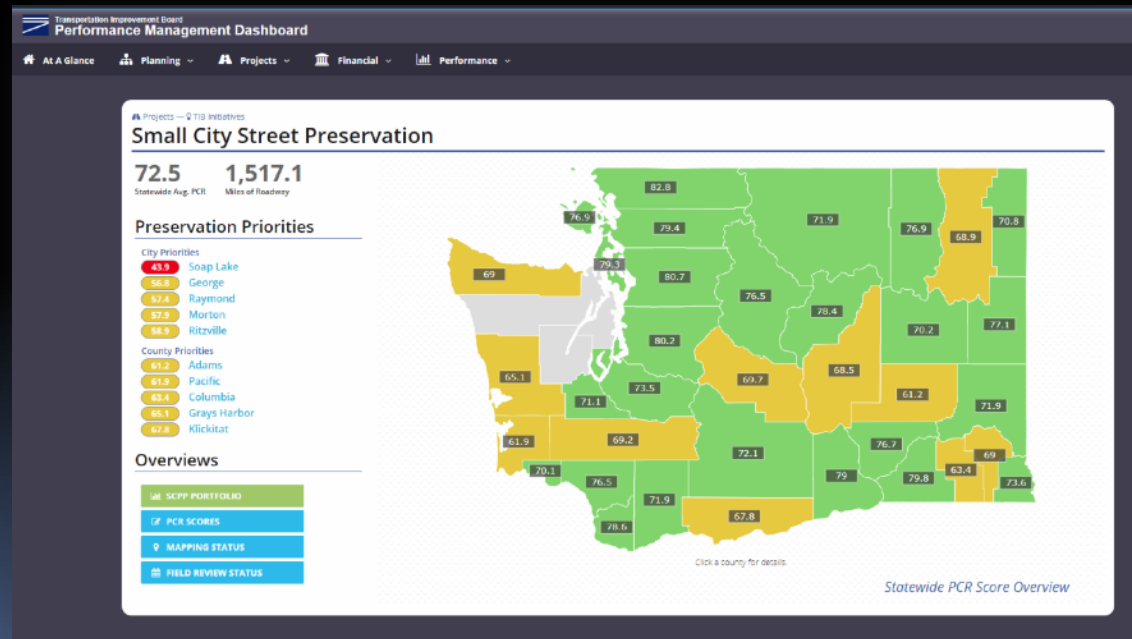 Transportation Improvement Board
Performance Management Dashboard
At A Glance
Planning
Projects
Financial
Performance
Projects — TIB Initiatives
Small City Street Preservation
72.5
Statewide Avg. PCR
1,517.1
Miles of Roadway
Preservation Priorities
City Priorities
43.9 Soap Lake
56.8 George
57.4 Raymond
57.9 Morton
58.9 Ritzville
County Priorities
61.2 Adams
61.9 Pacific
63.4 Columbia
65.1 Grays Harbor
67.8 Klickitat
Overviews
SCPP PORTFOLIO
PCR SCORES
MAPPING STATUS
FIELD REVIEW STATUS
82.8
76.9
79.4
71.9
76.9
68.9
70.8
69
79.3
80.7
76.5
78.4
70.2
77.1
80.2
65.1
73.5
69.7
68.5
61.2
71.1
71.9
61.9
69.2
72.1
76.7
69
70.1
76.5
71.9
79
79.8
63.4
73.6
78.6
67.8
Click a county for details.
Statewide PCR Score Overview